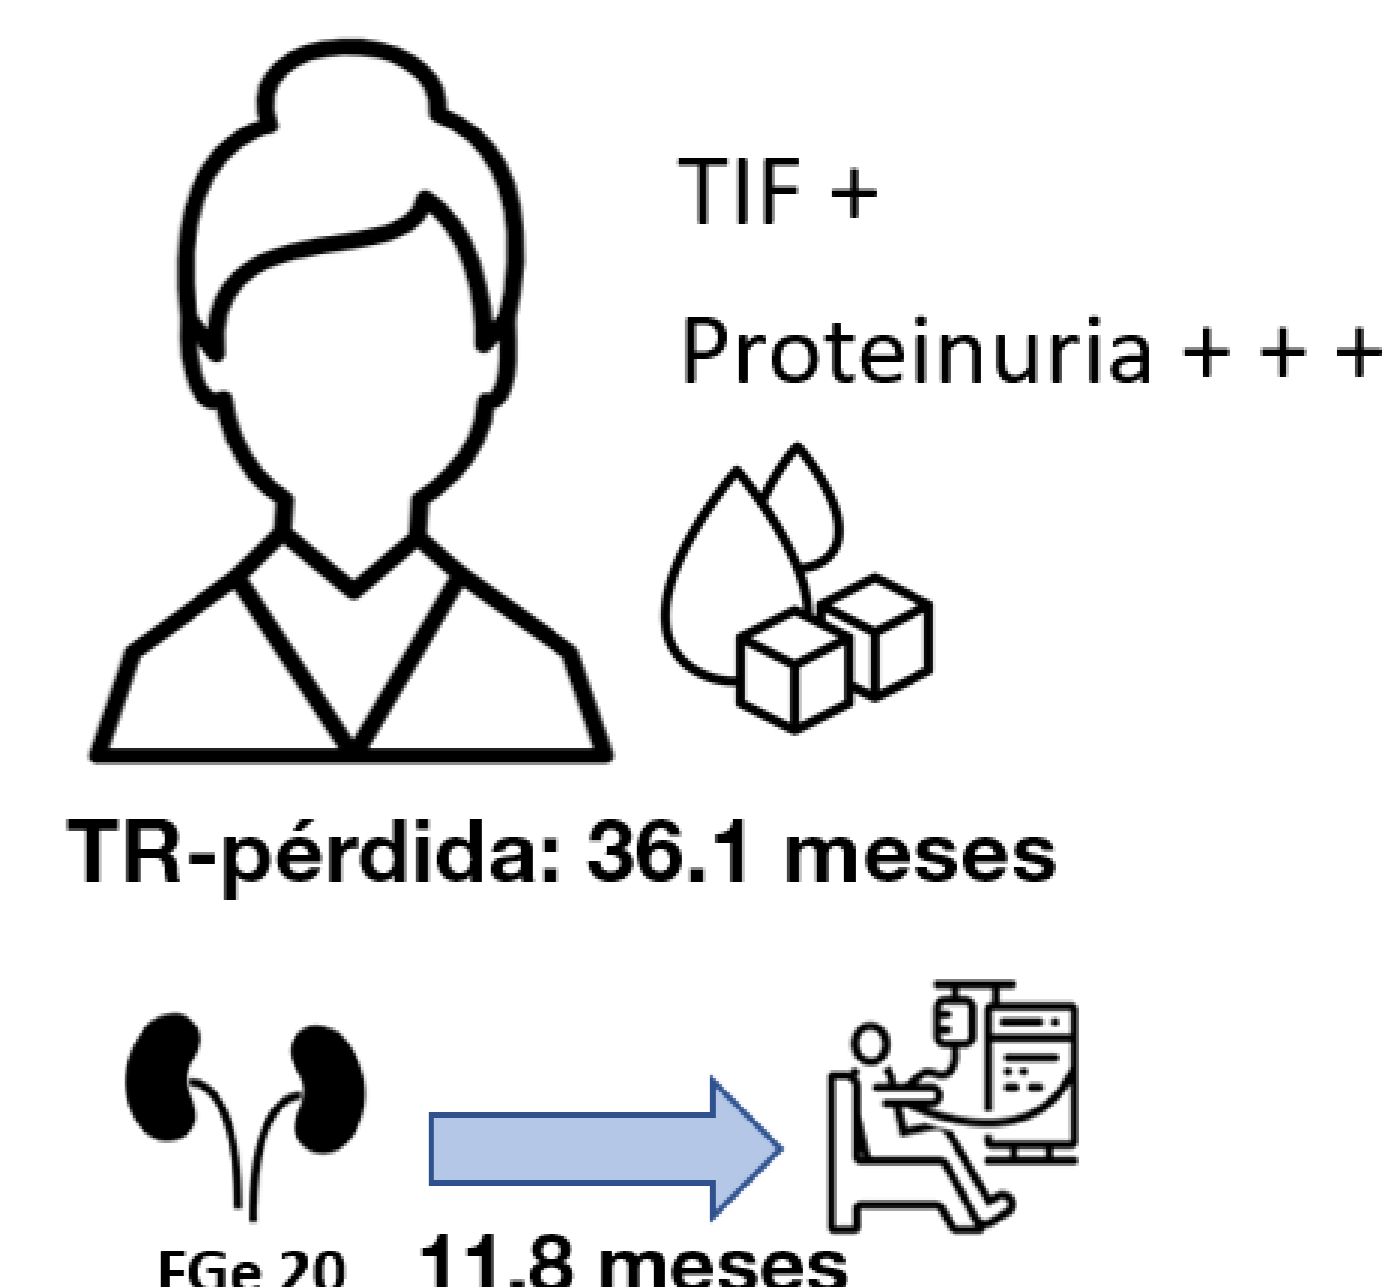 TIF +
Proteinuria + + +
TR-pérdida: 36.1 meses
FGe 20 11.8 meses